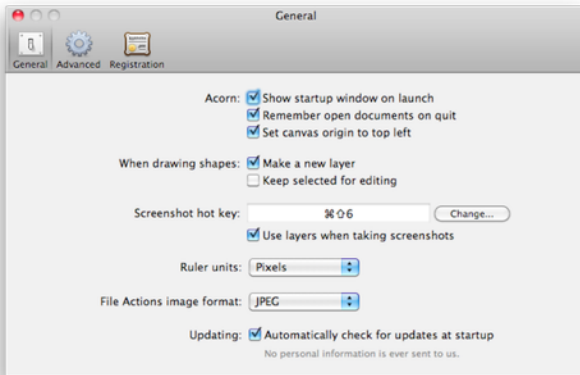 General
General Advanced Registration
Acorn: Show startup window on launch
Remember open documents on quit
Set canvas origin to top left
When drawing shapes: Make a new layer
Keep selected for editing
Screenshot hot key: ⌘⇧6 Change...
Use layers when taking screenshots
Ruler units: Pixels
File Actions image format: JPEG
Updating: Automatically check for updates at startup
No personal information is ever sent to us.